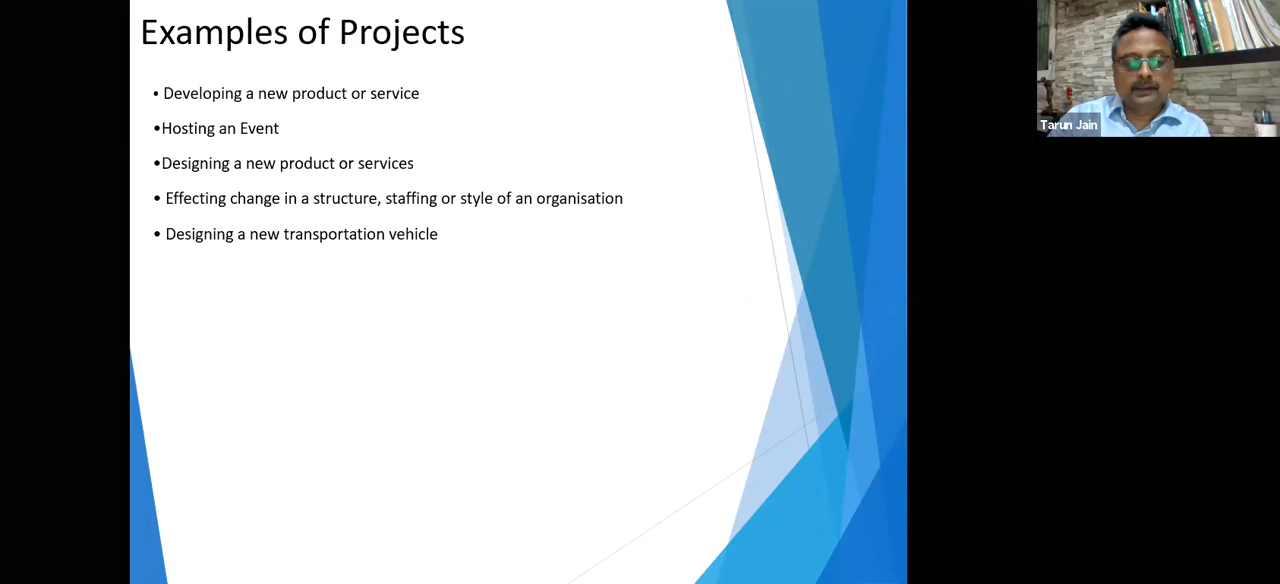 Examples of Projects
• Developing a new product or service
•Hosting an Event
•Designing a new product or services
• Effecting change in a structure, staffing or style of an organisation
• Designing a new transportation vehicle
Tarun Jain